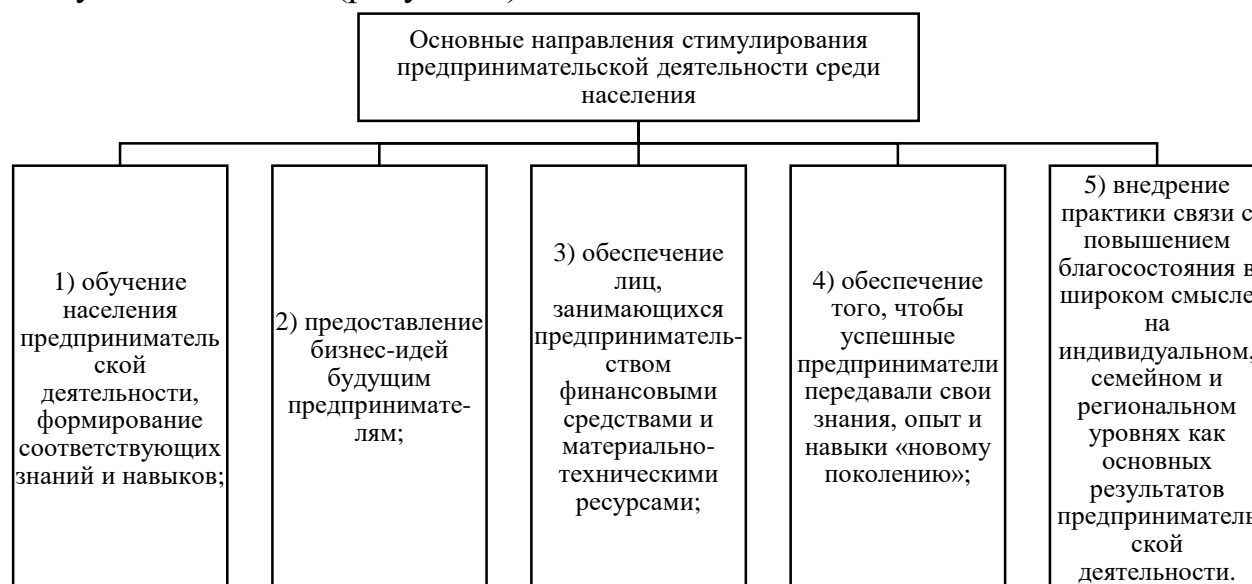 Основные направления стимулирования
предпринимательской деятельности среди
населения
1) обучение
населения
предприниматель
ской
деятельности,
формирование
соответствующих
знаний и навыков;
2) предоставление
бизнес-идей
будущим
предпринимате-
лям;
3) обеспечение
лиц,
занимающихся
предприниматель-
ством
финансовыми
средствами и
материально-
техническими
ресурсами;
4) обеспечение
того, чтобы
успешные
предприниматели
передавали свои
знания, опыт и
навыки «новому
поколению»;
5) внедрение
практики связи с
повышением
благосостояния в
широком смысле
на
индивидуальном,
семейном и
региональном
уровнях как
основных
результатов
предприниматель
ской
деятельности.